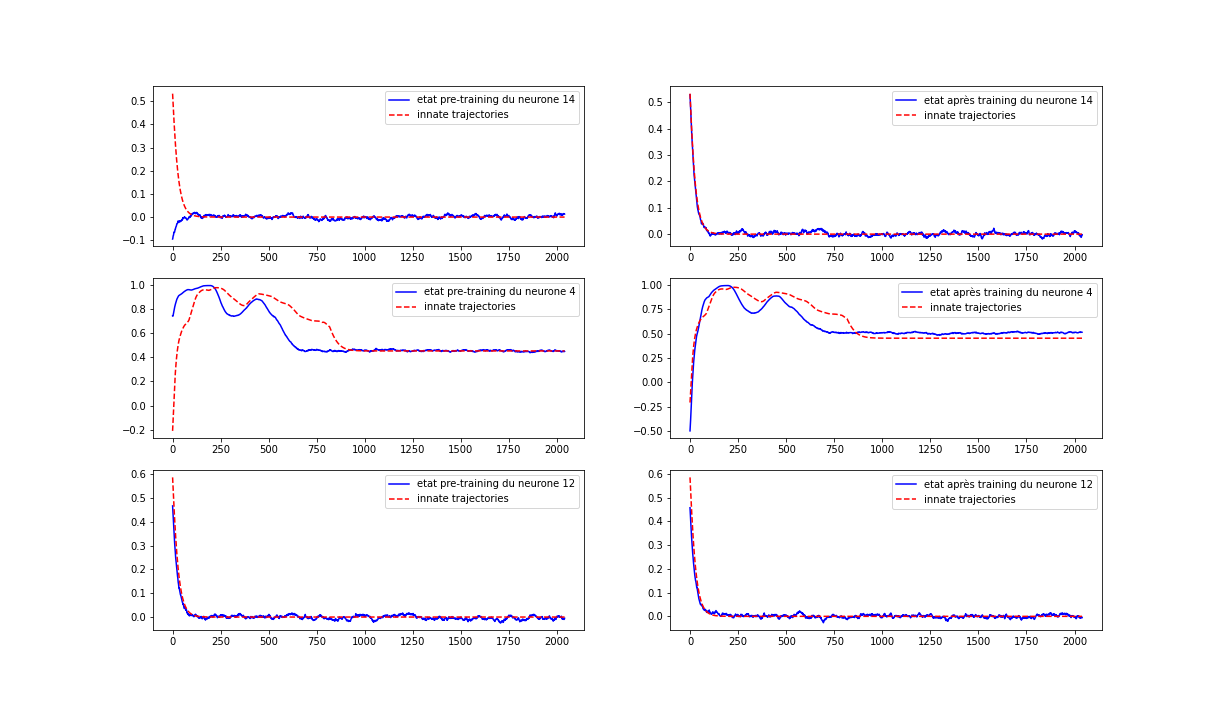 0.5
0.4
0.3
0.2
0.1
0.0
−0.1
etat pre-training du neurone 14
innate trajectories
0 250 500 750 1000 1250 1500 1750 2000
0.5
0.4
0.3
0.2
0.1
0.0
etat après training du neurone 14
innate trajectories
0 250 500 750 1000 1250 1500 1750 2000
1.0
0.8
0.6
0.4
0.2
0.0
−0.2
etat pre-training du neurone 4
innate trajectories
0 250 500 750 1000 1250 1500 1750 2000
1.00
0.75
0.50
0.25
0.00
−0.25
−0.50
etat après training du neurone 4
innate trajectories
0 250 500 750 1000 1250 1500 1750 2000
0.6
0.5
0.4
0.3
0.2
0.1
0.0
etat pre-training du neurone 12
innate trajectories
0 250 500 750 1000 1250 1500 1750 2000
0.6
0.5
0.4
0.3
0.2
0.1
0.0
etat après training du neurone 12
innate trajectories
0 250 500 750 1000 1250 1500 1750 2000